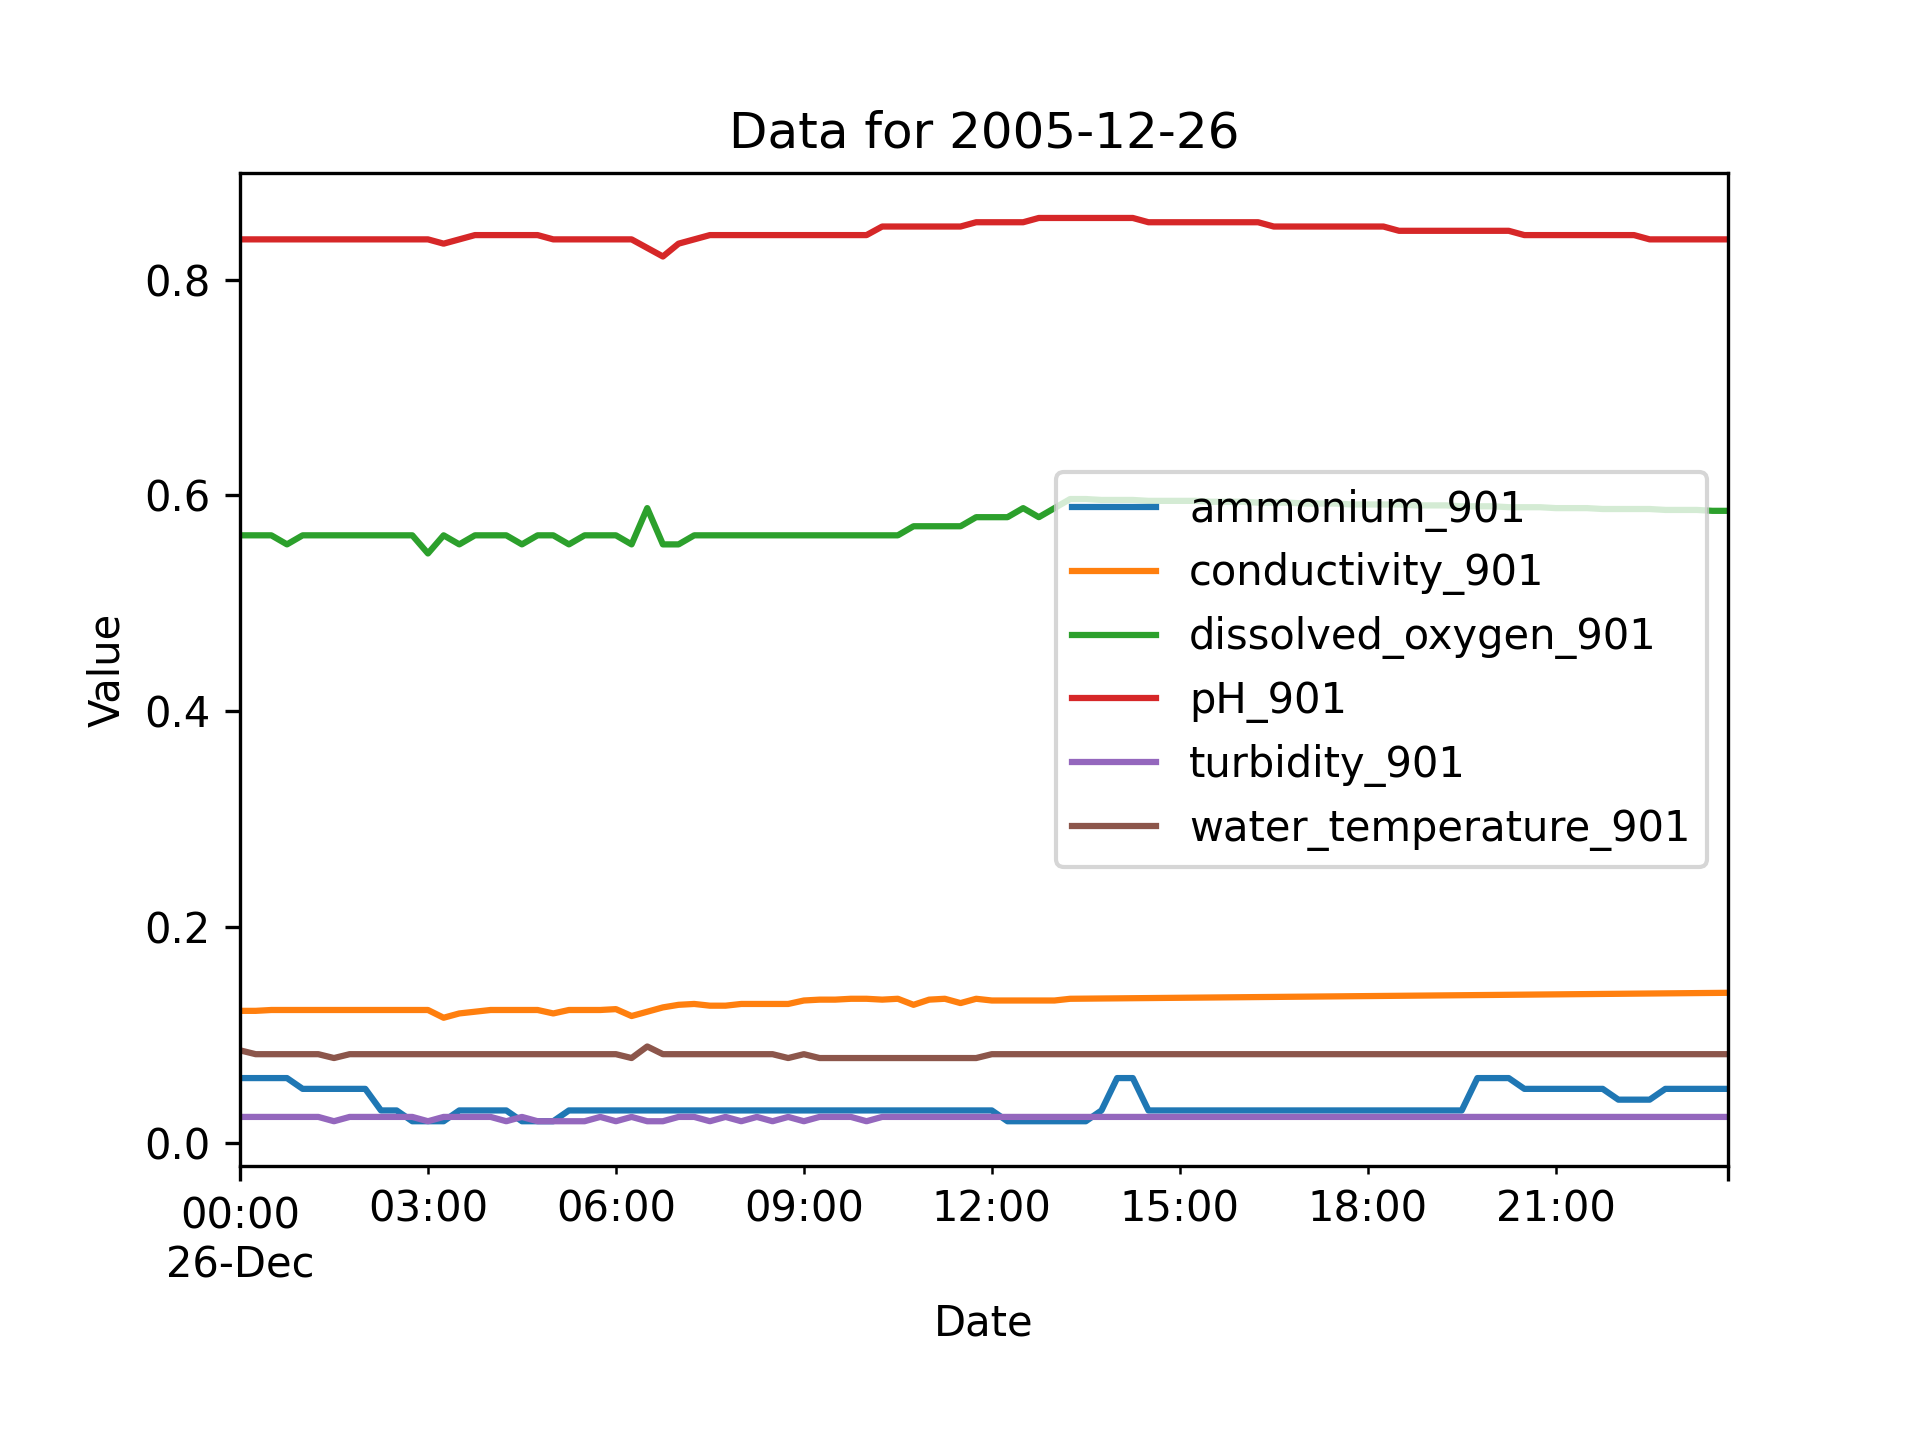 Data for 2005-12-26
Value
0.8
0.6
0.4
0.2
0.0
ammonium_901
conductivity_901
dissolved_oxygen_901
pH_901
turbidity_901
water_temperature_901
00:00 03:00 06:00 09:00 12:00 15:00 18:00 21:00
26-Dec
Date